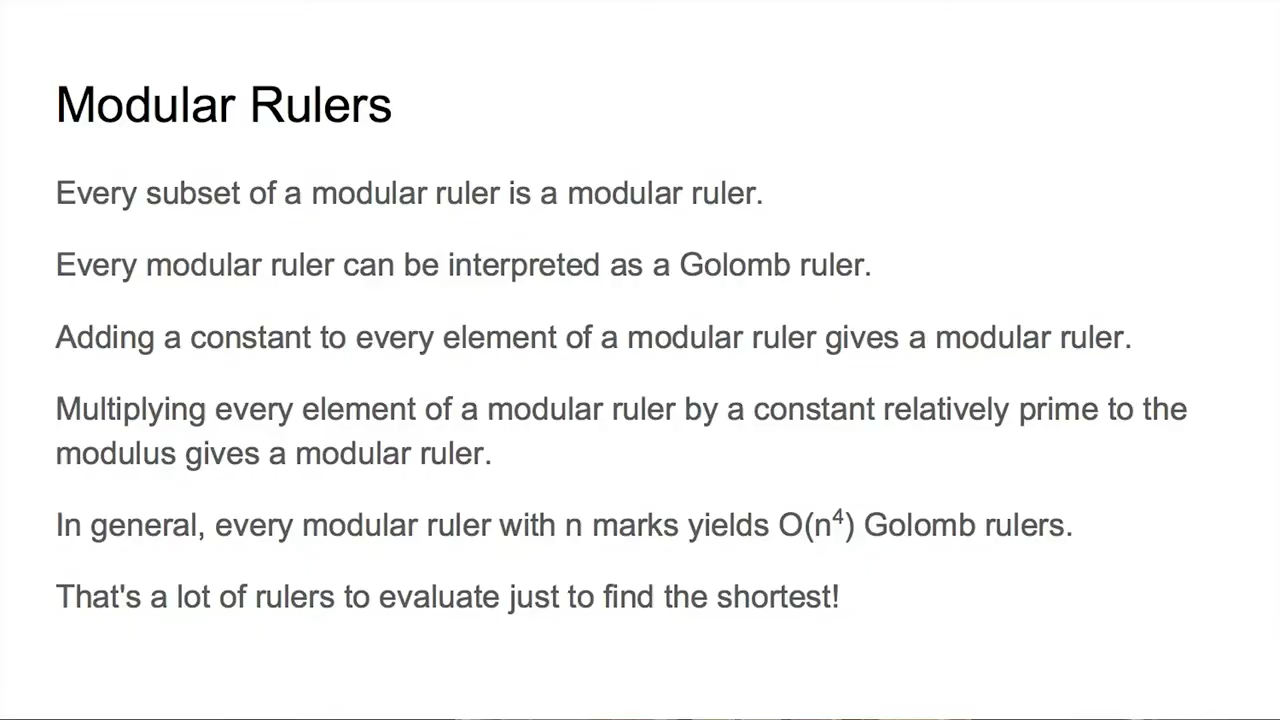 Modular Rulers
Every subset of a modular ruler is a modular ruler.
Every modular ruler can be interpreted as a Golomb ruler.
Adding a constant to every element of a modular ruler gives a modular ruler.
Multiplying every element of a modular ruler by a constant relatively prime to the
modulus gives a modular ruler.
In general, every modular ruler with n marks yields O(n⁴) Golomb rulers.
That's a lot of rulers to evaluate just to find the shortest!